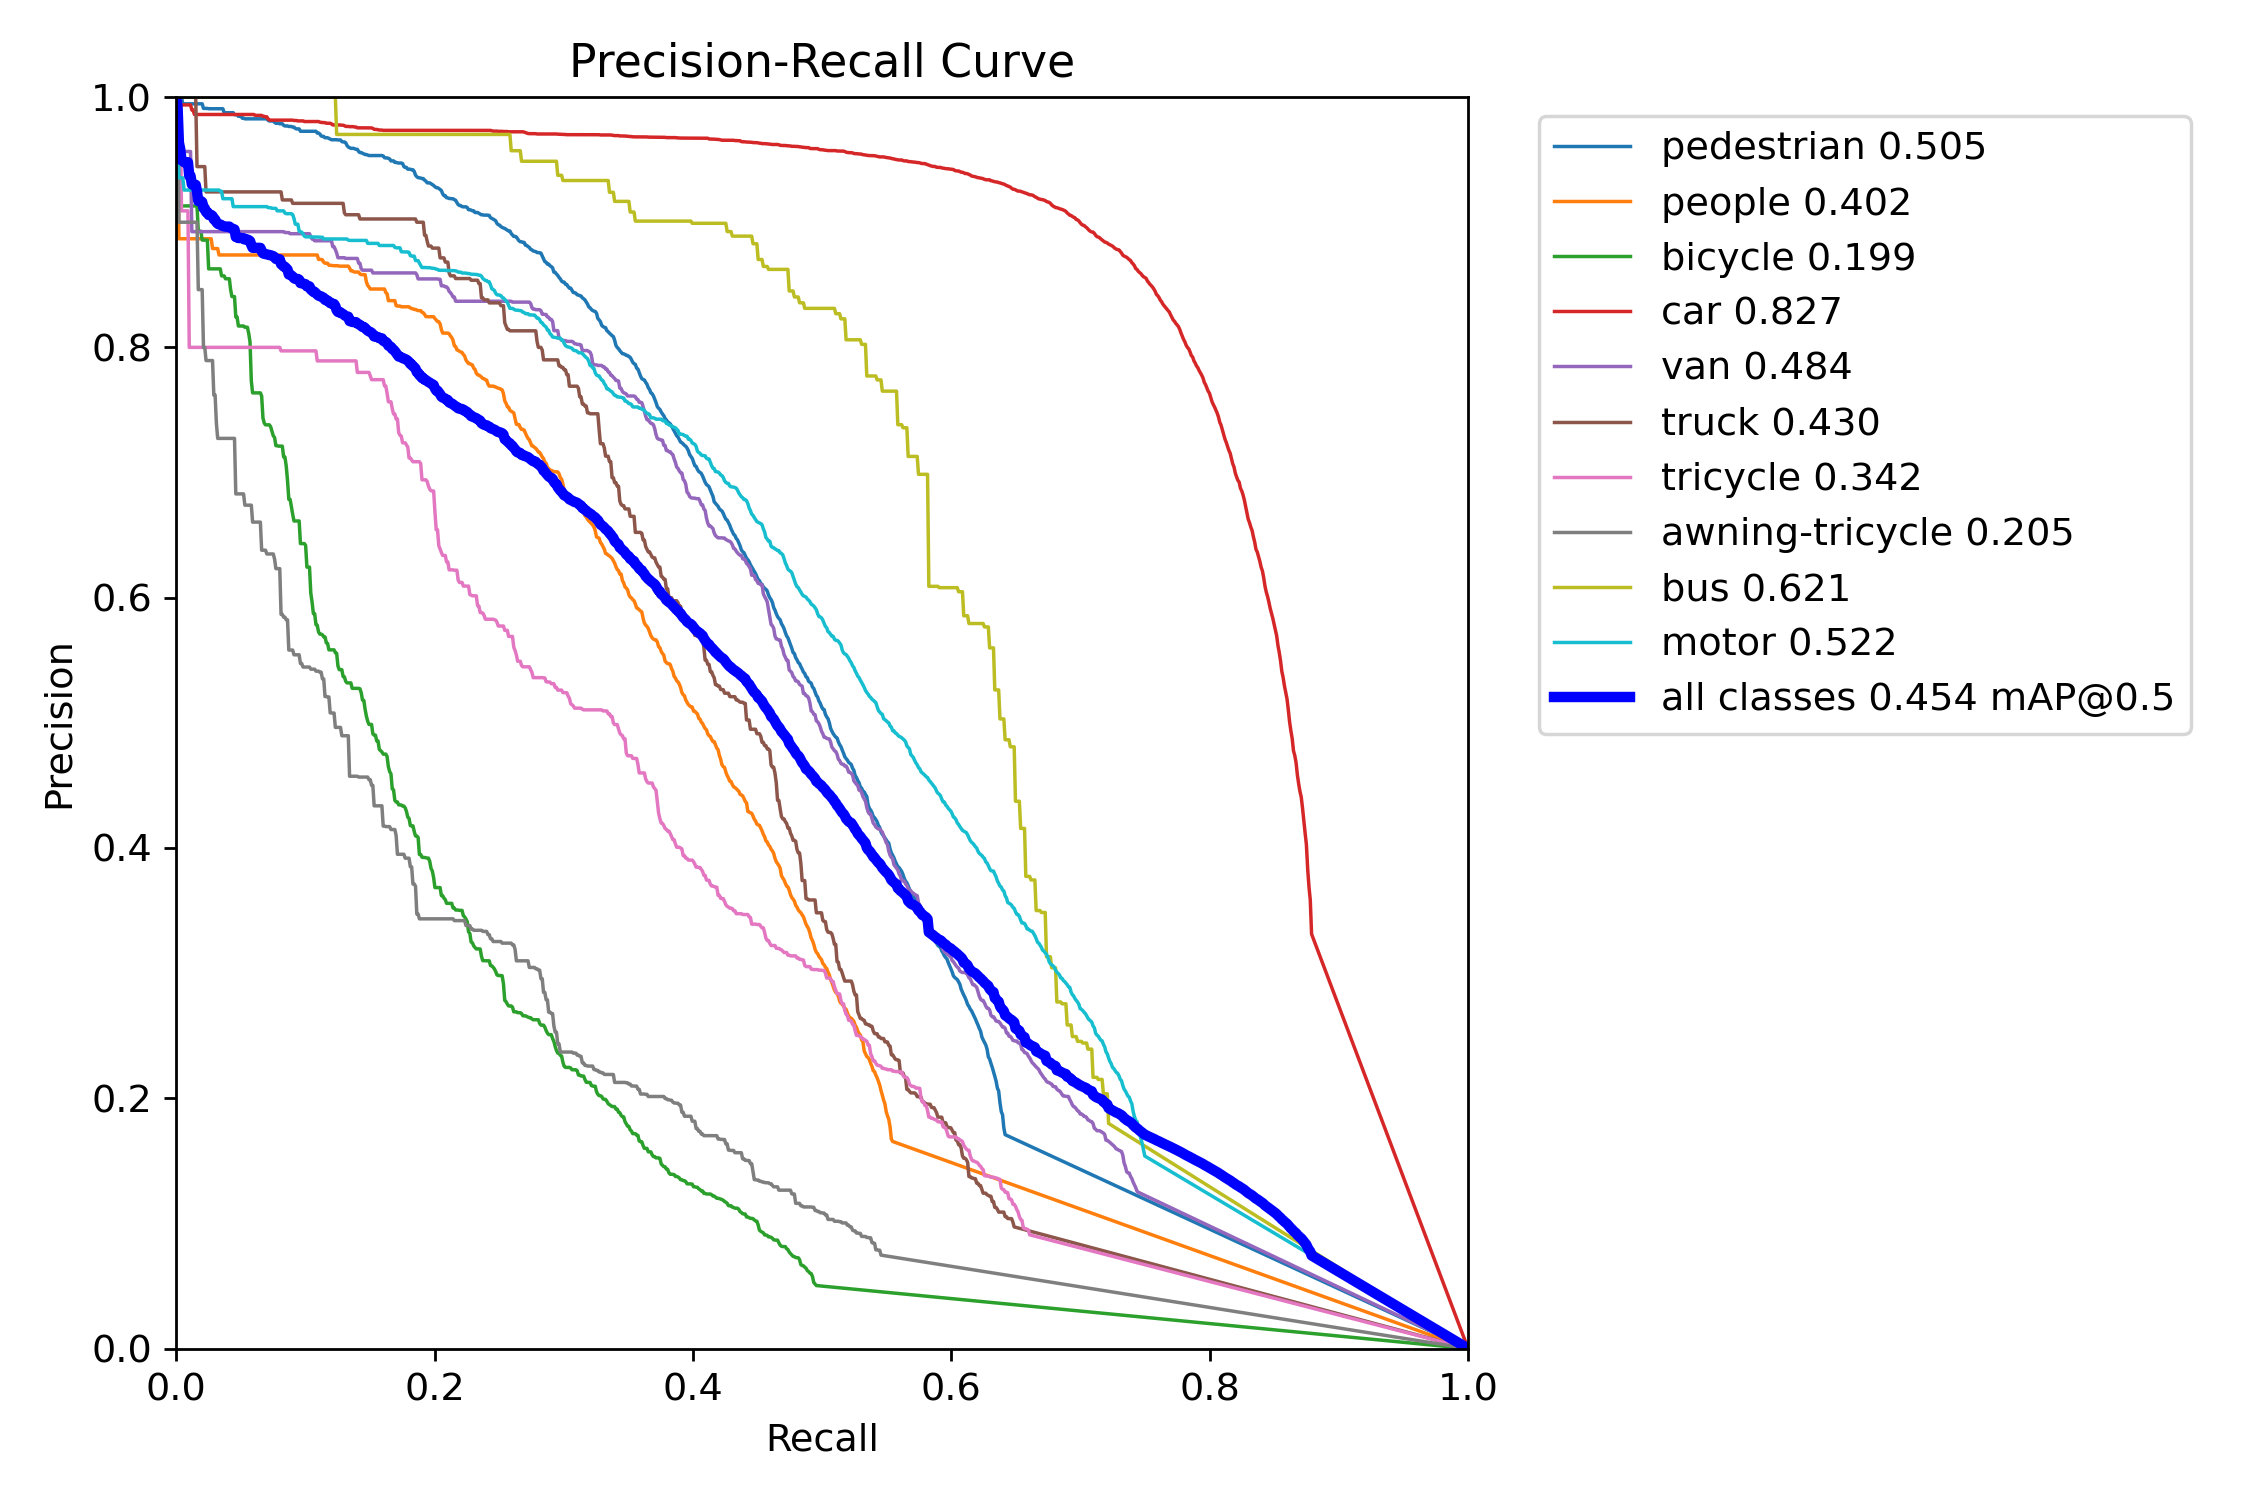 Precision-Recall Curve
1.0
0.8
0.6
0.4
0.2
0.0
Precision
0.0 0.2 0.4 0.6 0.8 1.0
Recall
pedestrian 0.505
people 0.402
bicycle 0.199
car 0.827
van 0.484
truck 0.430
tricycle 0.342
awning-tricycle 0.205
bus 0.621
motor 0.522
all classes 0.454 mAP@0.5